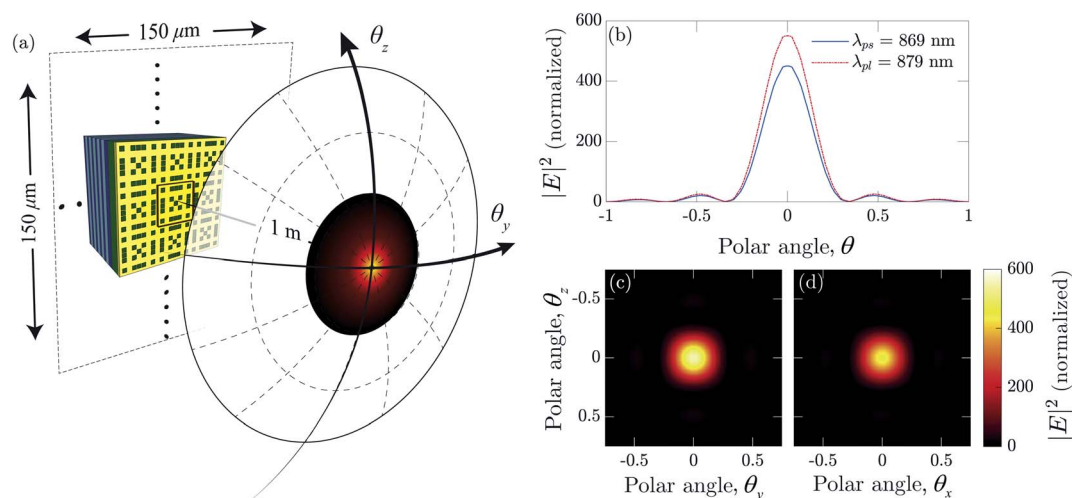 (a)
150 μm
150 μm
1 m
θz
θy
(b)
600
400
200
0
|E|² (normalized)
λps = 869 nm
λpl = 879 nm
-1
-0.5
0
0.5
1
Polar angle, θ
(c)
(d)
Polar angle, θz
-0.5
0
0.5
-0.5
0
0.5
-0.5
0
0.5
Polar angle, θy
Polar angle, θx
600
400
200
0
|E|² (normalized)